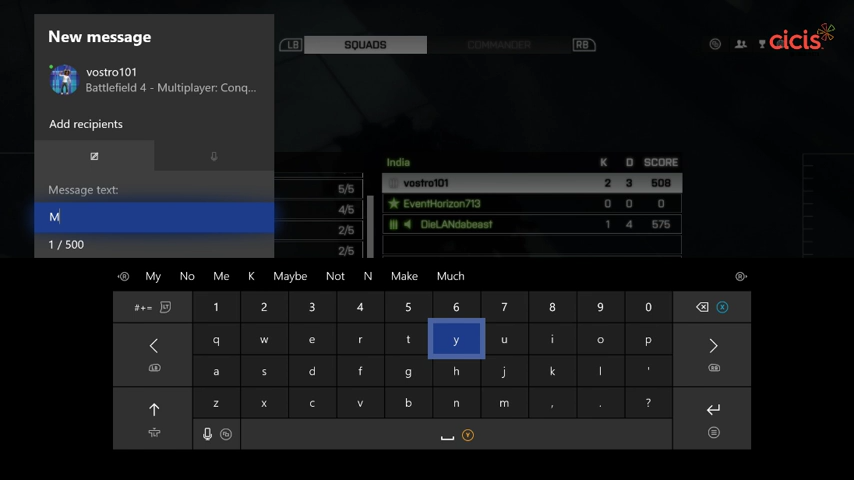 New message
LB SQUADS COMMANDER RB
cicis
vostro101
Battlefield 4 - Multiplayer: Conq...
Add recipients
Message text:
M
1 / 500
5/5
4/5
2/5
2/5
India K D SCORE
vostro101 2 3 508
EventHorizon713 0 0 0
DieLANdabeast 1 4 575
My No Me K Maybe Not N Make Much
#+= LT 1 2 3 4 5 6 7 8 9 0 X
q w e r t y u i o p
LB a s d f g h j k l ' RB
z x c v b n m , . ?
Y